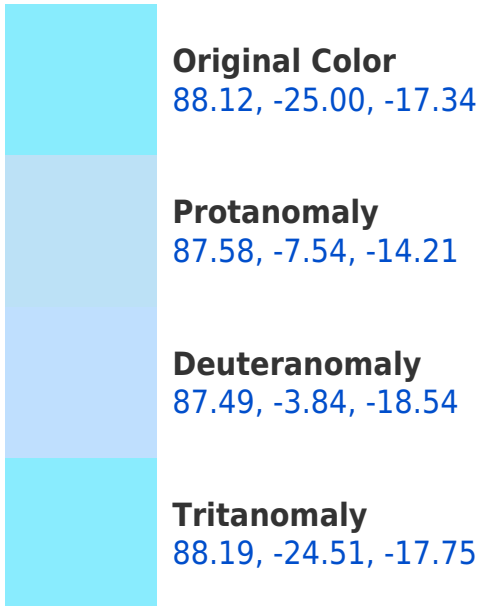 Original Color
88.12, -25.00, -17.34
Protanomaly
87.58, -7.54, -14.21
Deuteranomaly
87.49, -3.84, -18.54
Tritanomaly
88.19, -24.51, -17.75